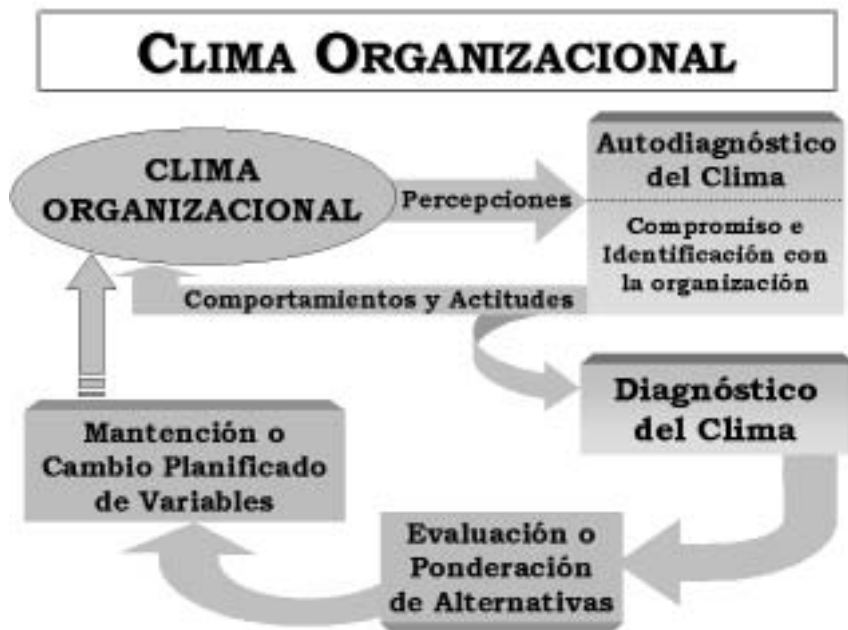 CLIMA ORGANIZACIONAL
CLIMA
ORGANIZACIONAL
Percepciones
Autodiagnóstico
del Clima
Compromiso e
Identificación con
la organización
Comportamientos y Actitudes
Diagnóstico
del Clima
Mantención o
Cambio Planificado
de Variables
Evaluación o
Ponderación
de Alternativas